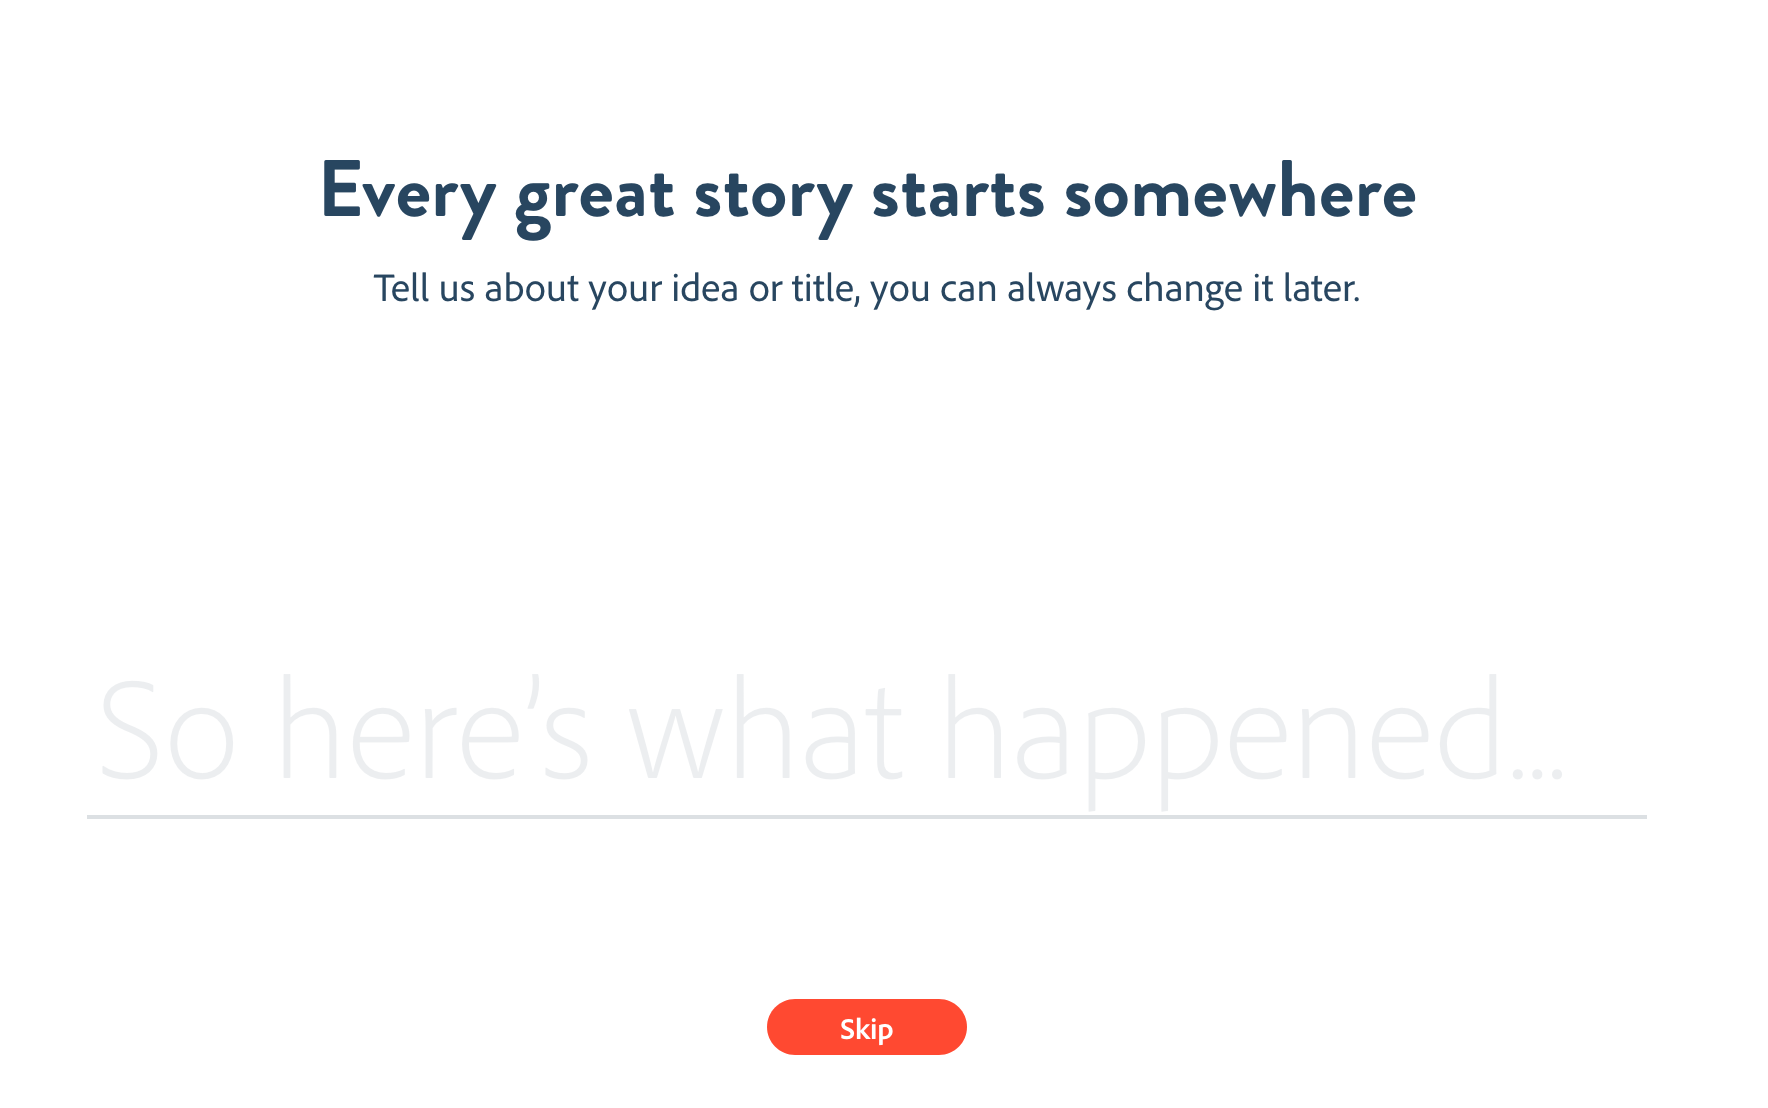 Every great story starts somewhere
Tell us about your idea or title, you can always change it later.
So here’s what happened...
Skip